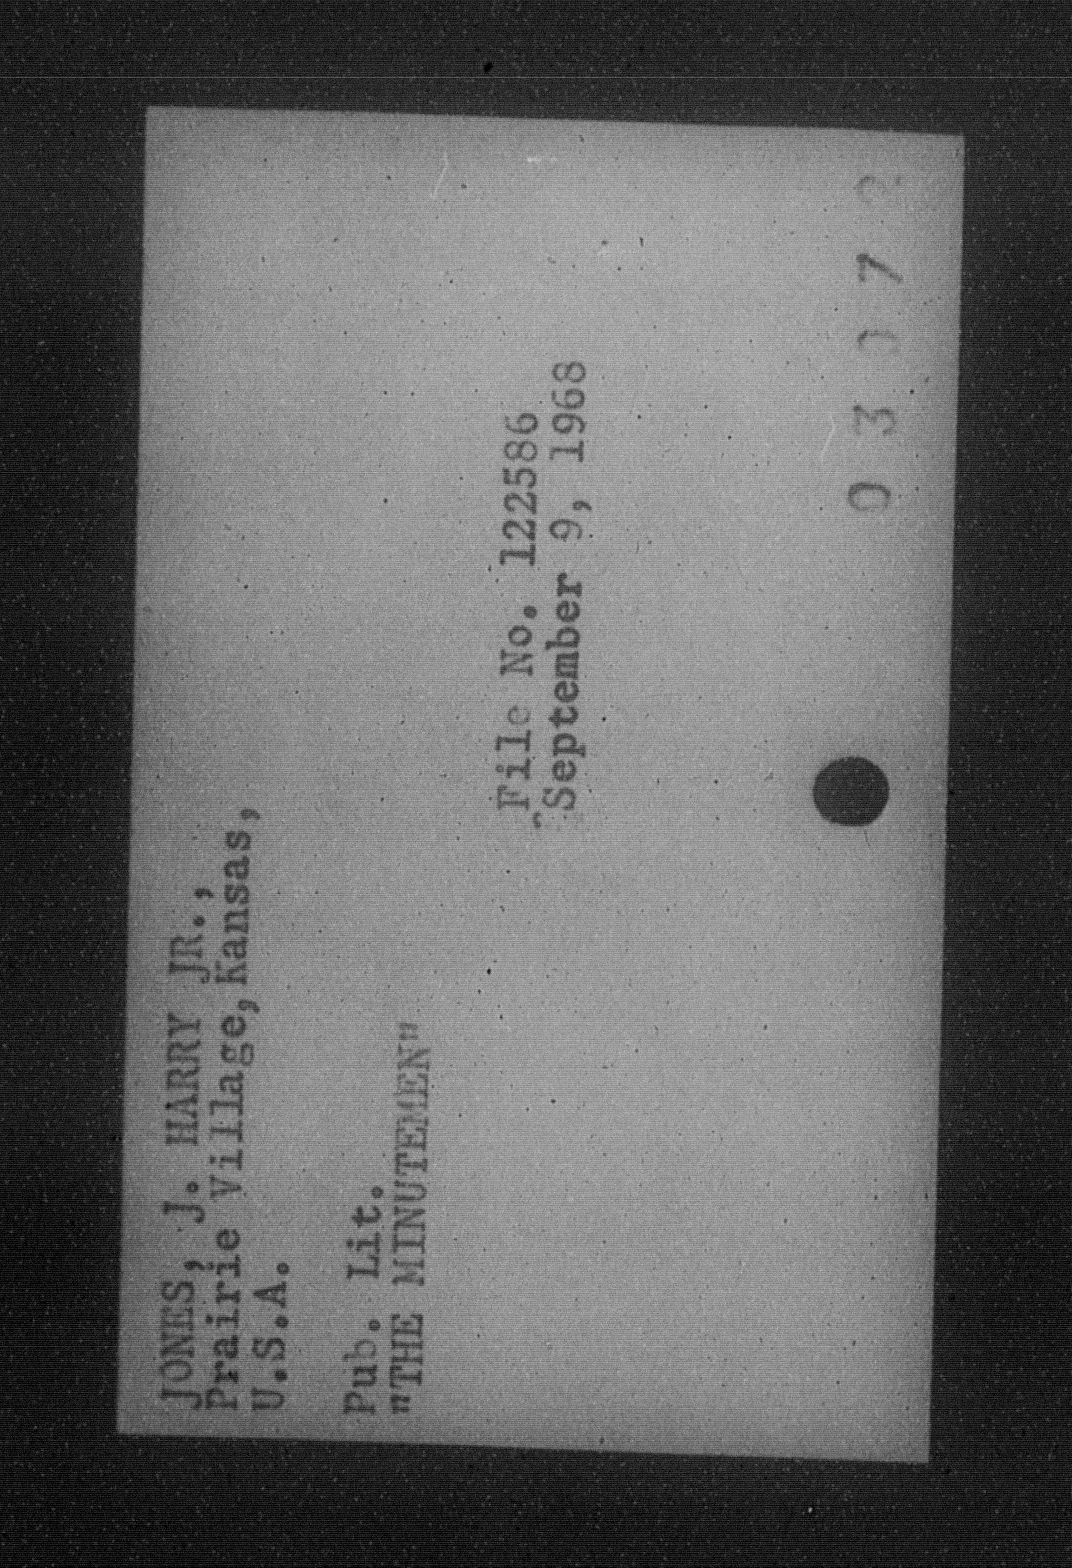 JONES, J. HARRY JR.,
Prairie Village, Kansas,
U.S.A.
Pub. Lit.
"THE MINUTEMEN"
File No. 122586
September 9, 1968